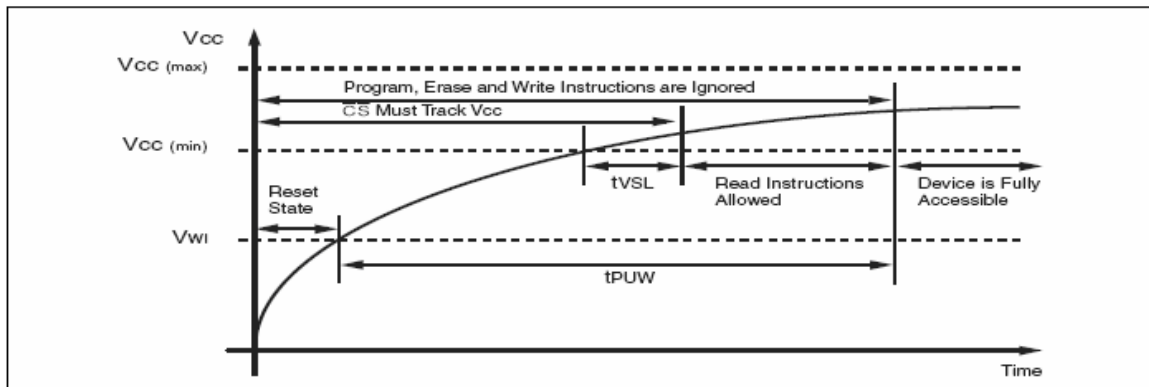 Vcc
Vcc (max)
Program, Erase and Write Instructions are Ignored
CS Must Track Vcc
Vcc (min)
tVSL
Read Instructions
Allowed
Device is Fully
Accessible
Reset
State
VWI
tPUW
Time